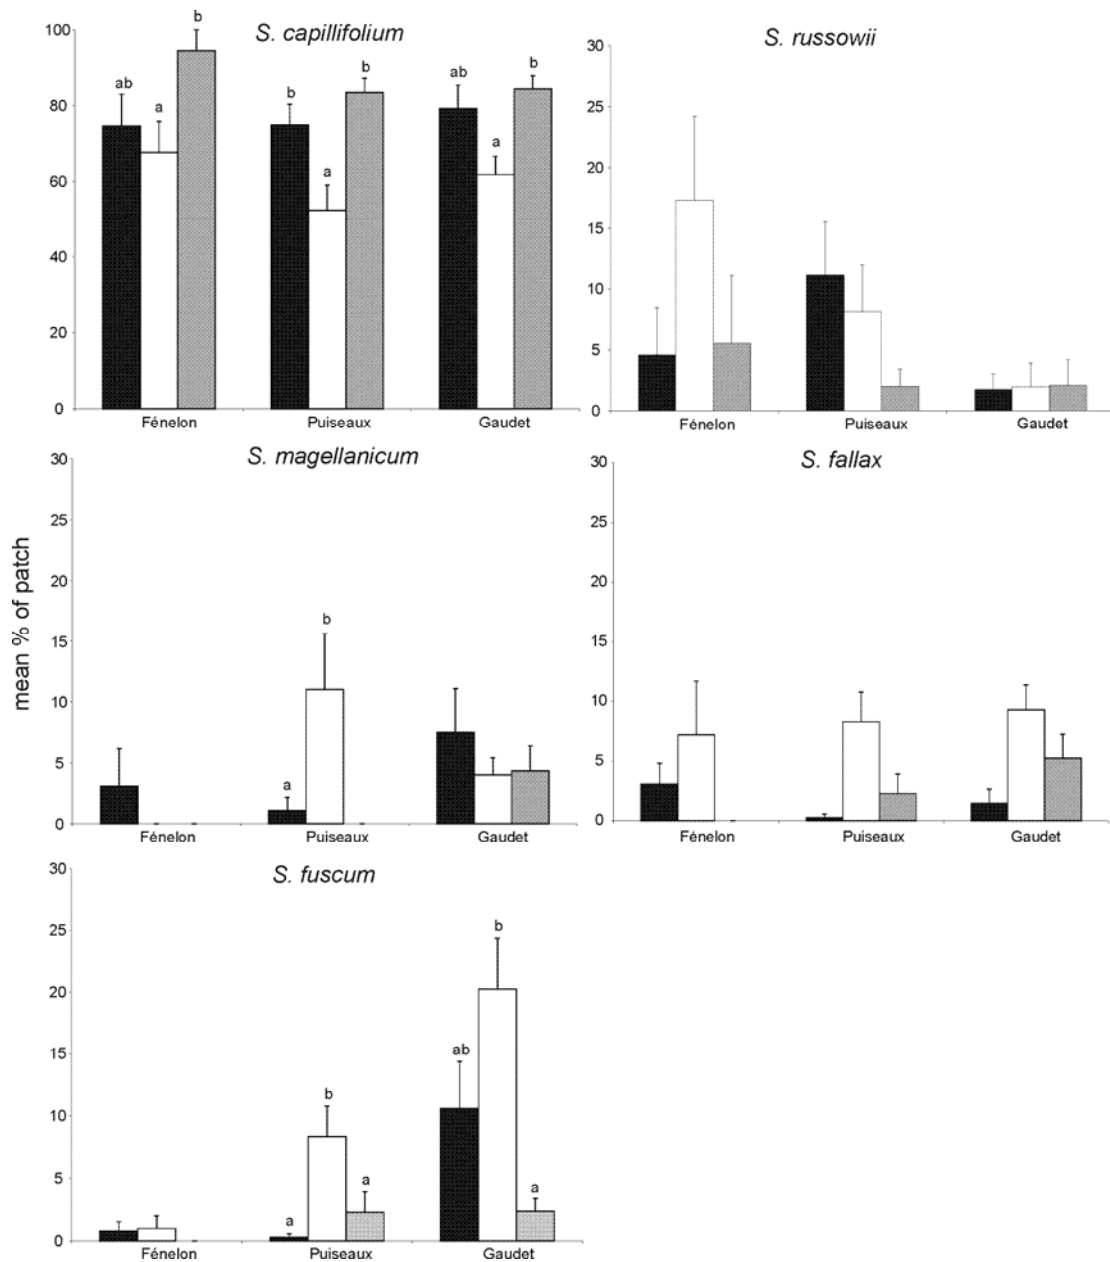 S. capillifolium
100
80
60
40
20
0
ab
a
b
b
a
b
ab
a
b
Fénelon
Puiseaux
Gaudet
S. russowii
30
25
20
15
10
5
0
Fénelon
Puiseaux
Gaudet
mean % of patch
S. magellanicum
30
25
20
15
10
5
0
a
b
Fénelon
Puiseaux
Gaudet
S. fallax
30
25
20
15
10
5
0
Fénelon
Puiseaux
Gaudet
S. fuscum
30
25
20
15
10
5
0
a
b
a
ab
b
a
Fénelon
Puiseaux
Gaudet